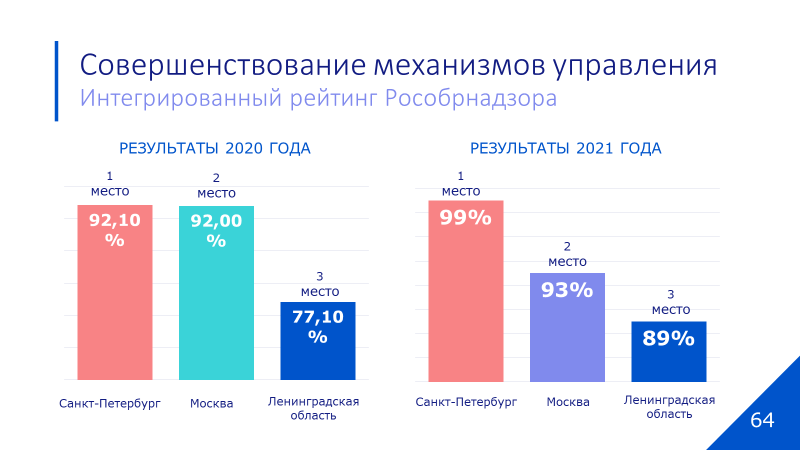 Совершенствование механизмов управления
Интегрированный рейтинг Рособрнадзора
РЕЗУЛЬТАТЫ 2020 ГОДА
1
место
92,10
%
2
место
92,00
%
3
место
77,10
%
Санкт-Петербург
Москва
Ленинградская
область
РЕЗУЛЬТАТЫ 2021 ГОДА
1
место
99%
2
место
93%
3
место
89%
Санкт-Петербург
Москва
Ленинградская
область
64